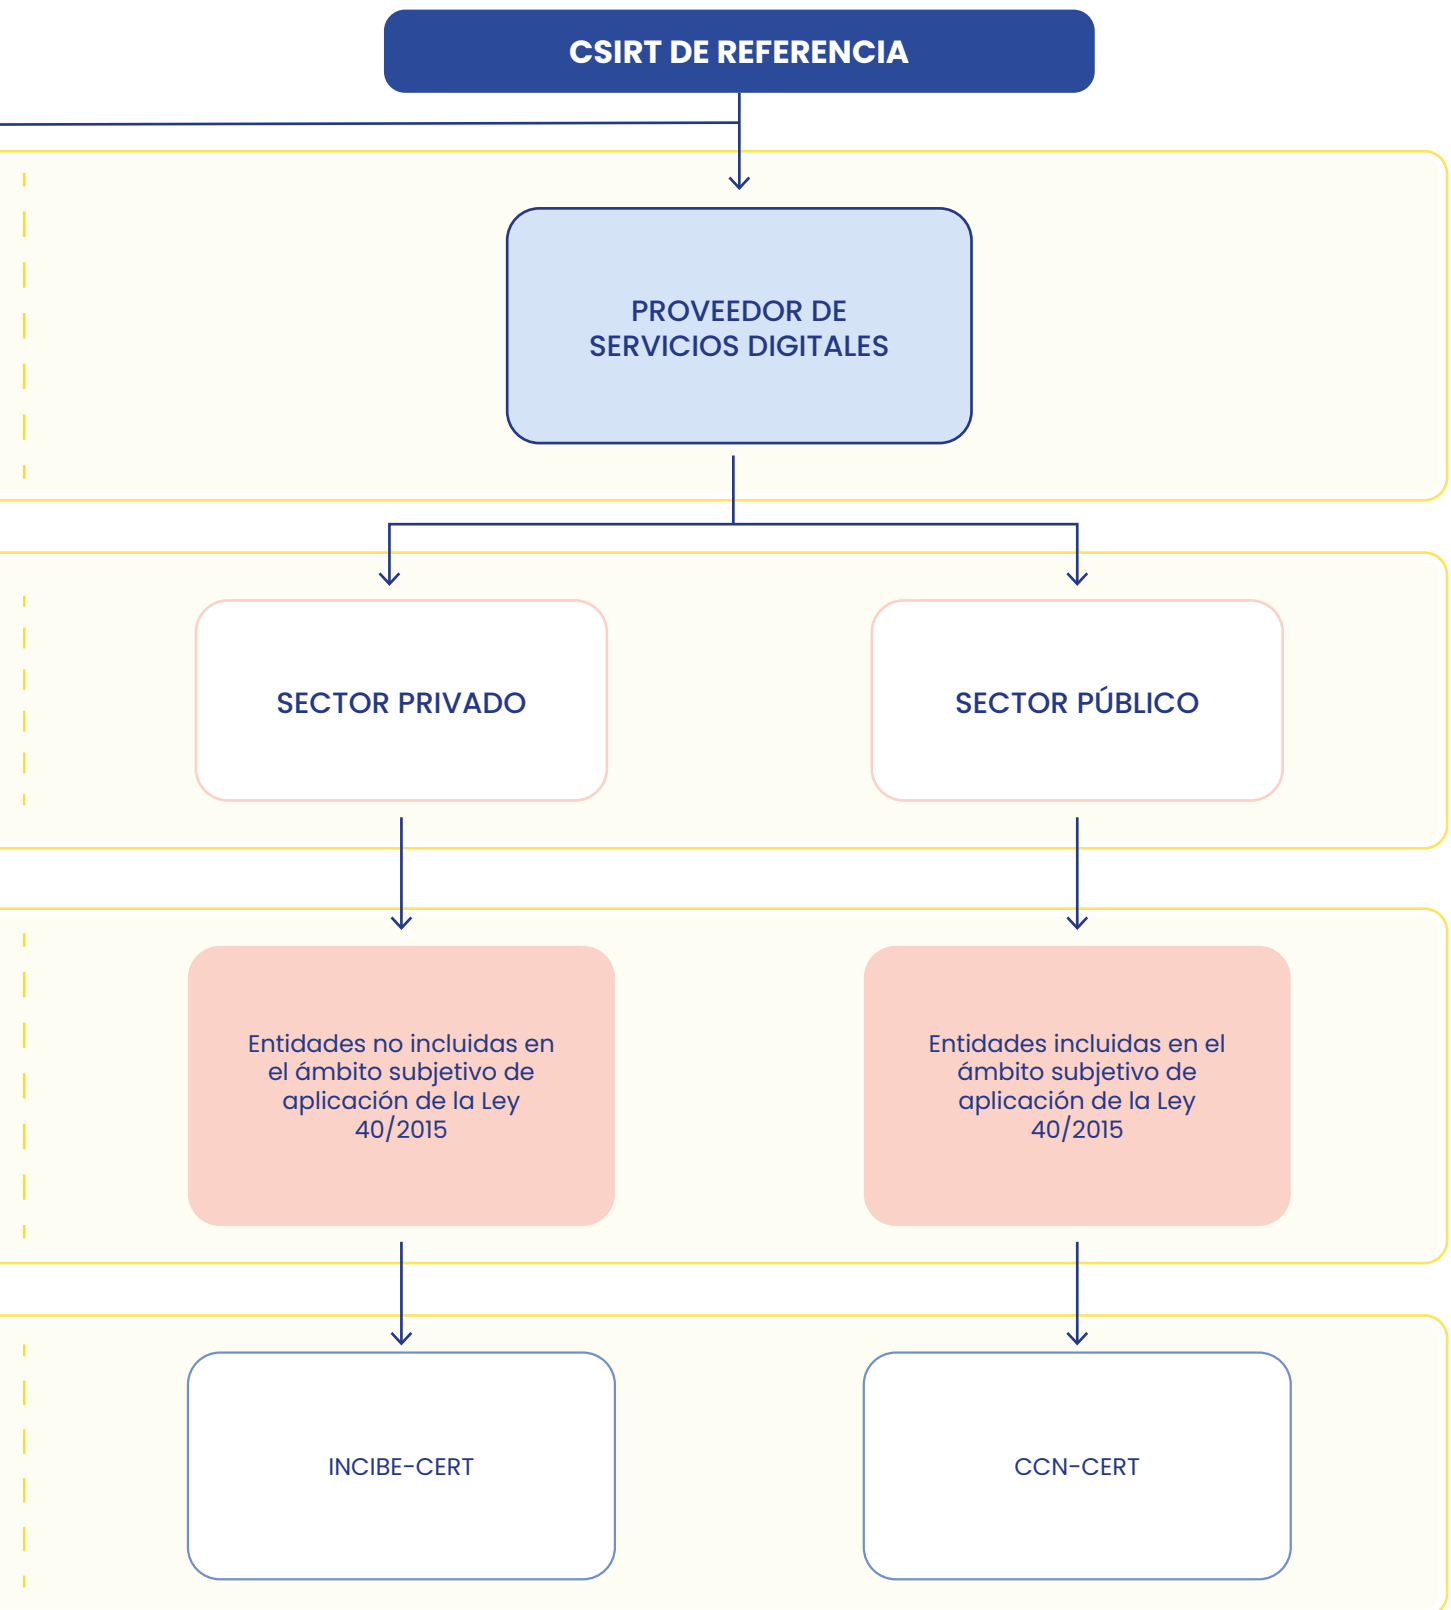 CSIRT DE REFERENCIA
PROVEEDOR DE
SERVICIOS DIGITALES
SECTOR PRIVADO
SECTOR PÚBLICO
Entidades no incluidas en
el ámbito subjetivo de
aplicación de la Ley
40/2015
Entidades incluidas en el
ámbito subjetivo de
aplicación de la Ley
40/2015
INCIBE-CERT
CCN-CERT